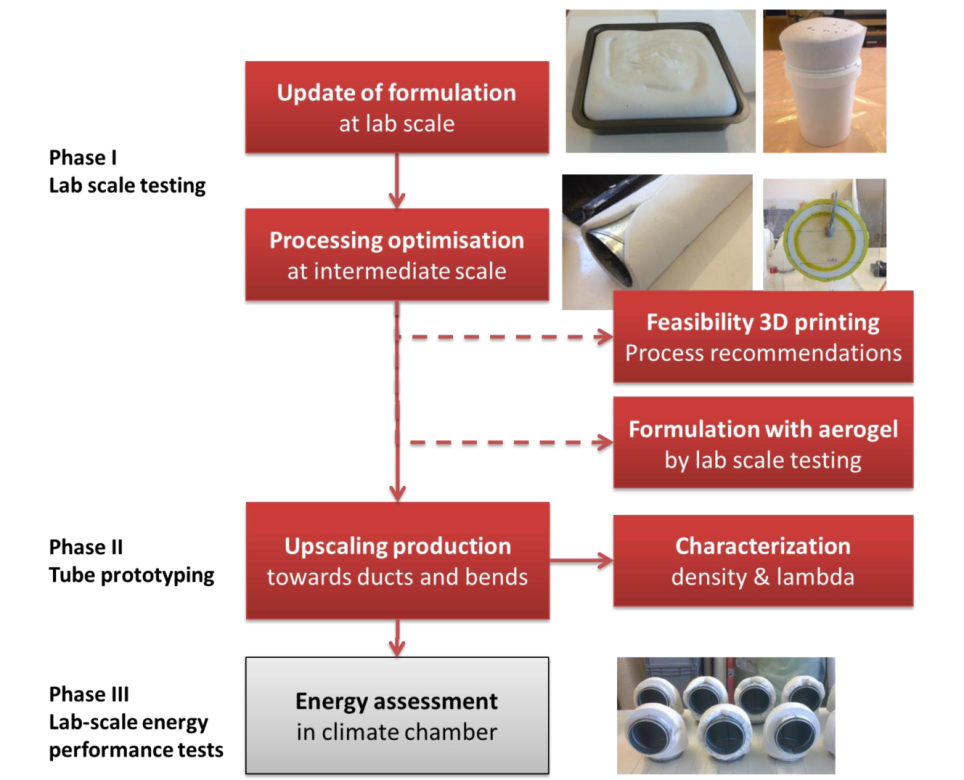 Update of formulation
at lab scale
Phase I
Lab scale testing
Processing optimisation
at intermediate scale
Feasibility 3D printing
Process recommendations
Formulation with aerogel
by lab scale testing
Phase II
Tube prototyping
Upscaling production
towards ducts and bends
Characterization
density & lambda
Phase III
Lab-scale energy
performance tests
Energy assessment
in climate chamber